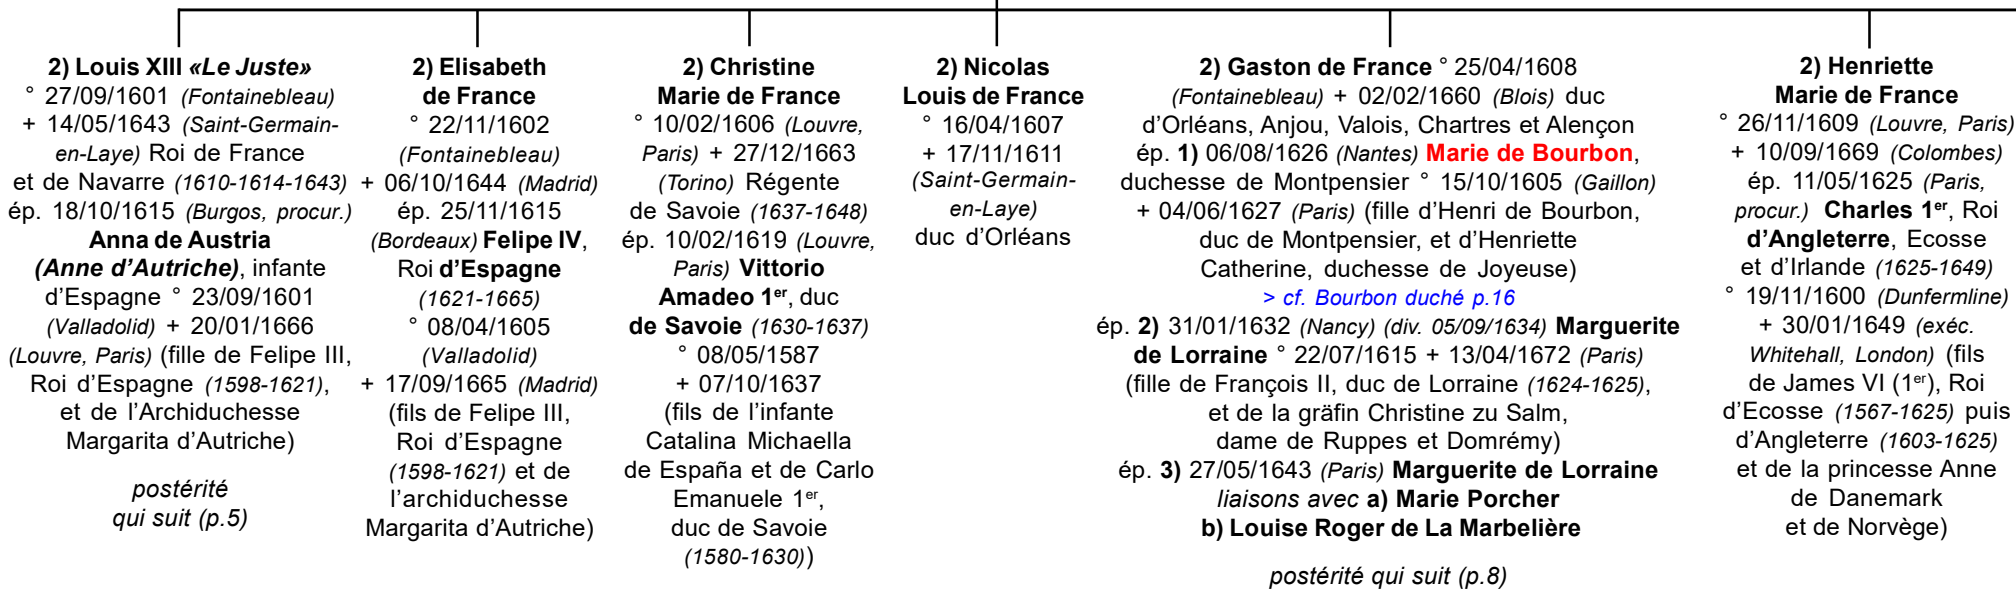 2) Louis XIII «Le Juste»
° 27/09/1601 (Fontainebleau)
+ 14/05/1643 (Saint-Germain-
en-Laye) Roi de France
et de Navarre (1610-1614-1643)
ép. 18/10/1615 (Burgos, procur.)
Anna de Austria
(Anne d’Autriche), infante
d’Espagne ° 23/09/1601
(Valladolid) + 20/01/1666
(Louvre, Paris) (fille de Felipe III,
Roi d’Espagne (1598-1621),
et de l’Archiduchesse
Margarita d’Autriche)
postérité
qui suit (p.5)
2) Elisabeth
de France
° 22/11/1602
(Fontainebleau)
+ 06/10/1644 (Madrid)
ép. 25/11/1615
(Bordeaux) Felipe IV,
Roi d’Espagne
(1621-1665)
° 08/04/1605
(Valladolid)
+ 17/09/1665 (Madrid)
(fils de Felipe III,
Roi d’Espagne
(1598-1621) et de
l’archiduchesse
Margarita d’Autriche)
2) Christine
Marie de France
° 10/02/1606 (Louvre,
Paris) + 27/12/1663
(Torino) Régente
de Savoie (1637-1648)
ép. 10/02/1619 (Louvre,
Paris) Vittorio
Amadeo 1er, duc
de Savoie (1630-1637)
° 08/05/1587
+ 07/10/1637
(fils de l’infante
Catalina Michaella
de España et de Carlo
Emanuele 1er,
duc de Savoie
(1580-1630))
2) Nicolas
Louis de France
° 16/04/1607
+ 17/11/1611
(Saint-Germain-
en-Laye)
duc d’Orléans
2) Gaston de France ° 25/04/1608
(Fontainebleau) + 02/02/1660 (Blois) duc
d’Orléans, Anjou, Valois, Chartres et Alençon
ép. 1) 06/08/1626 (Nantes) Marie de Bourbon,
duchesse de Montpensier ° 15/10/1605 (Gaillon)
+ 04/06/1627 (Paris) (fille d’Henri de Bourbon,
duc de Montpensier, et d’Henriette
Catherine, duchesse de Joyeuse)
> cf. Bourbon duché p.16
ép. 2) 31/01/1632 (Nancy) (div. 05/09/1634) Marguerite
de Lorraine ° 22/07/1615 + 13/04/1672 (Paris)
(fille de François II, duc de Lorraine (1624-1625),
et de la gräfin Christine zu Salm,
dame de Ruppes et Domrémy)
ép. 3) 27/05/1643 (Paris) Marguerite de Lorraine
liaisons avec a) Marie Porcher
b) Louise Roger de La Marbelière
postérité qui suit (p.8)
2) Henriette
Marie de France
° 26/11/1609 (Louvre, Paris)
+ 10/09/1669 (Colombes)
ép. 11/05/1625 (Paris,
procur.) Charles 1er, Roi
d’Angleterre, Ecosse
et d’Irlande (1625-1649)
° 19/11/1600 (Dunfermline)
+ 30/01/1649 (exéc.
Whitehall, London) (fils
de James VI (1er), Roi
d’Ecosse (1567-1625) puis
d’Angleterre (1603-1625)
et de la princesse Anne
de Danemark
et de Norvège)